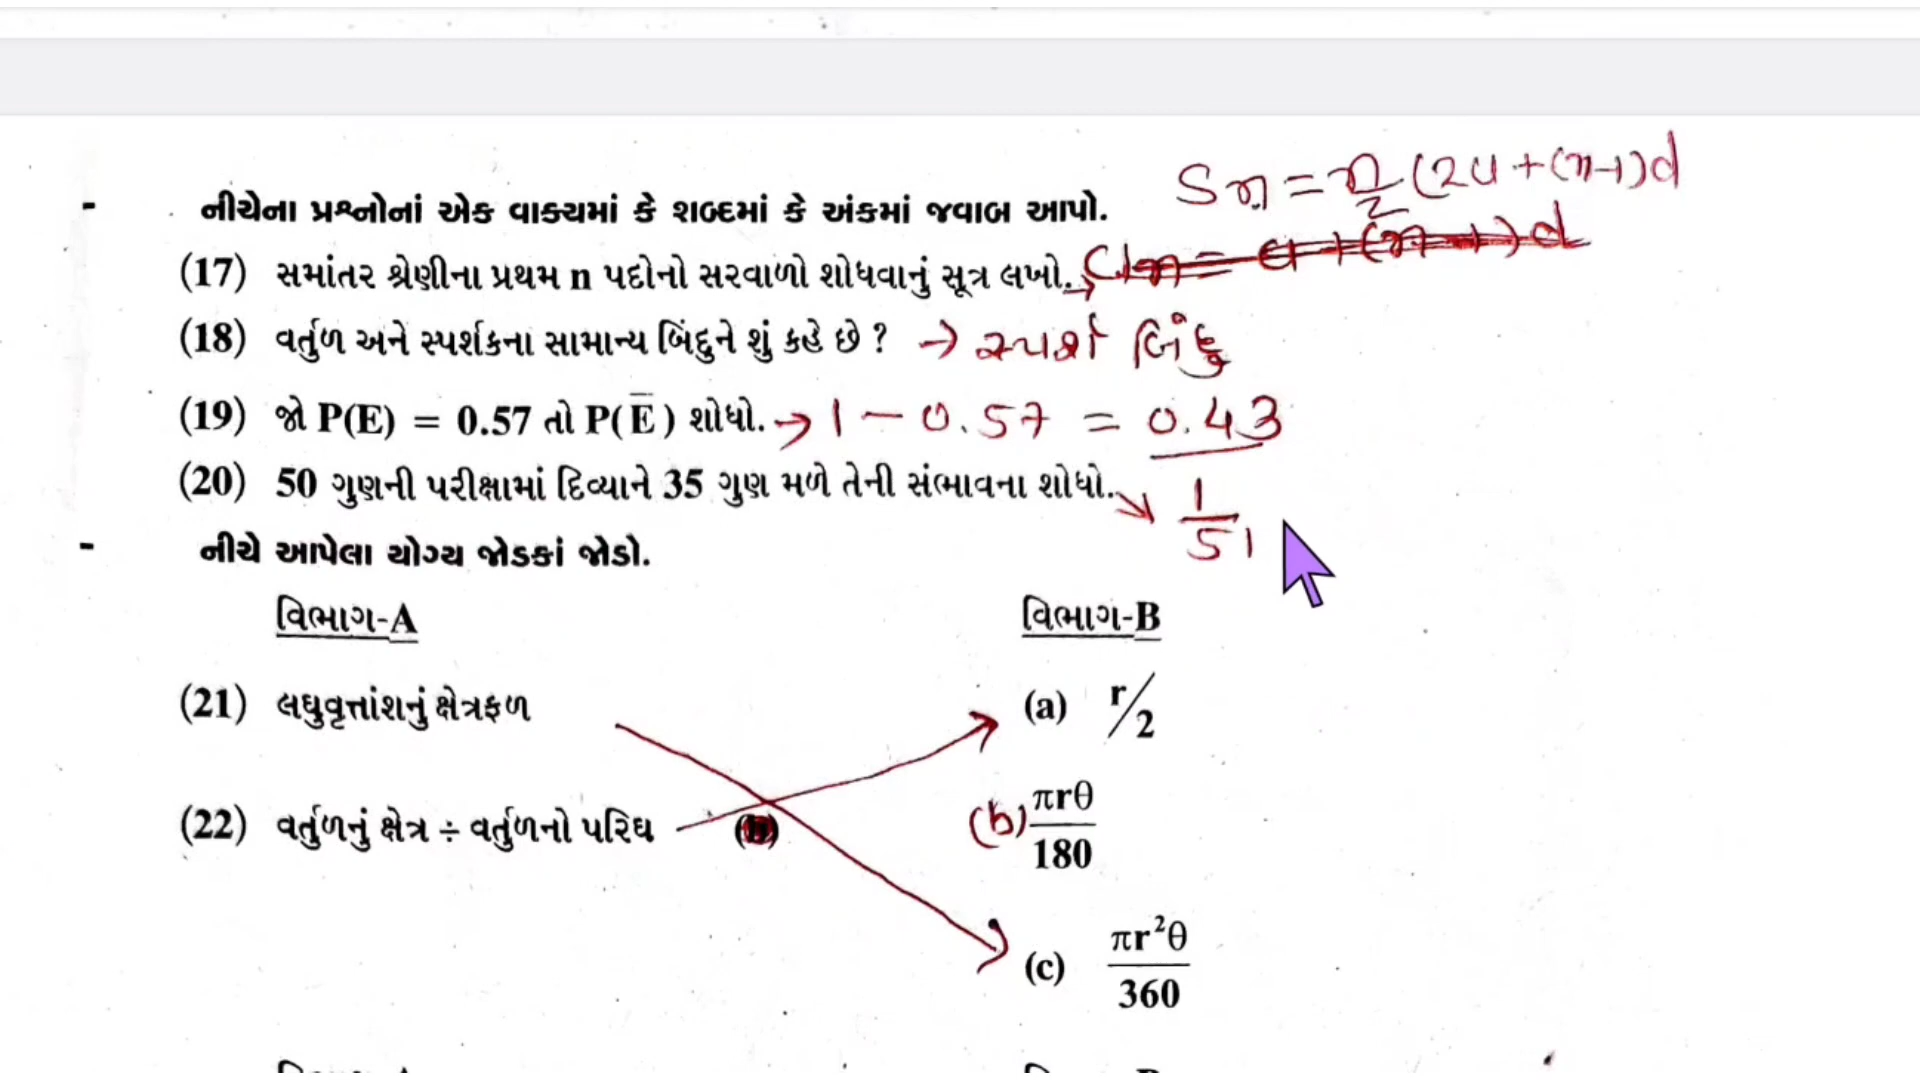 Sn = n/2 (2a + (n-1)d
- નીચેના પ્રશ્નોનાં એક વાક્યમાં કે શબ્દમાં કે અંકમાં જવાબ આપો.
(17) સમાંતર શ્રેણીના પ્રથમ n પદોનો સરવાળો શોધવાનું સૂત્ર લખો. → an = a + (n-1)d
(18) વર્તુળ અને સ્પર્શકના સામાન્ય બિંદુને શું કહે છે ? → સ્પર્શ બિંદુ
(19) જો P(E) = 0.57 તો P(E̅) શોધો. → 1 - 0.57 = 0.43
(20) 50 ગુણની પરીક્ષામાં દિવ્યાને 35 ગુણ મળે તેની સંભાવના શોધો. → 1/51
- નીચે આપેલા યોગ્ય જોડકાં જોડો.
વિભાગ-A વિભાગ-B
(21) લઘુવૃત્તાંશનું ક્ષેત્રફળ (a) r/2
(22) વર્તુળનું ક્ષેત્ર ÷ વર્તુળનો પરિઘ (b) πrθ/180
(c) πr²θ/360